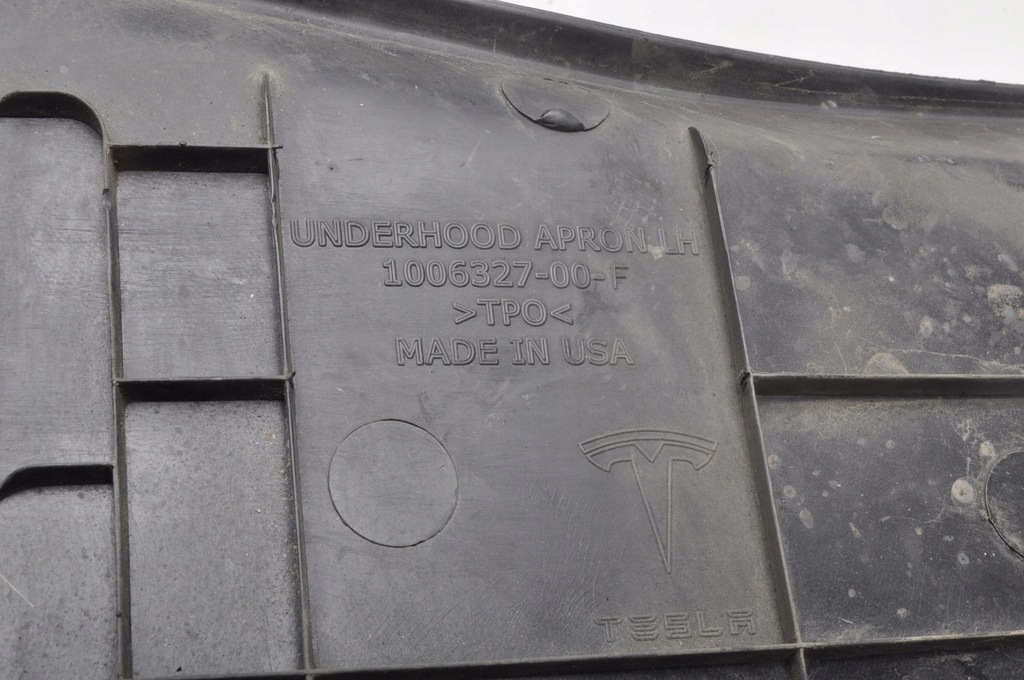 UNDERHOOD APRON LH
1006327-00-F
>TPO<
MADE IN USA
TESLA